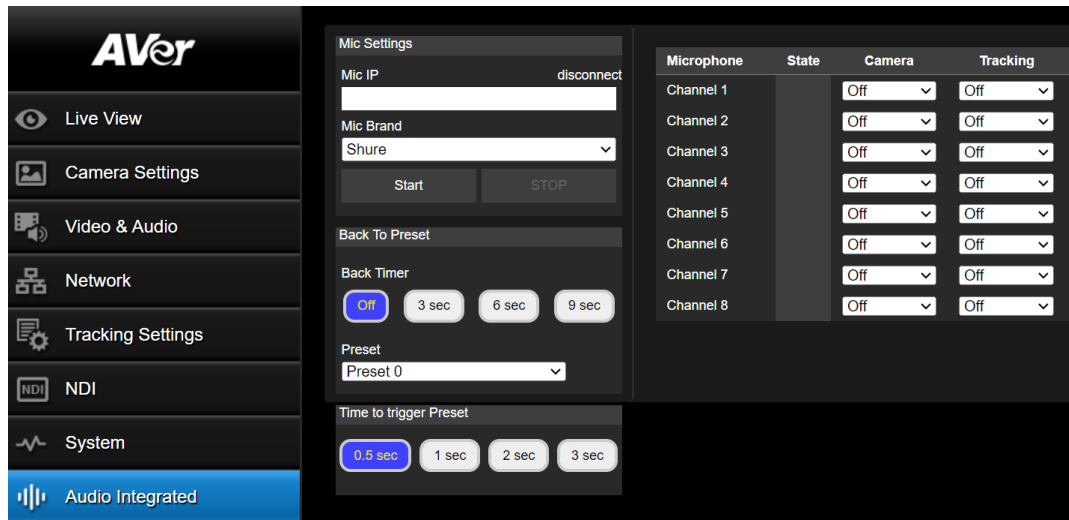 AVer
Live View
Camera Settings
Video & Audio
Network
Tracking Settings
NDI NDI
System
Audio Integrated
Mic Settings
Mic IP disconnect
Mic Brand
Shure
Start STOP
Back To Preset
Back Timer
Off 3 sec 6 sec 9 sec
Preset
Preset 0
Time to trigger Preset
0.5 sec 1 sec 2 sec 3 sec
Microphone State Camera Tracking
Channel 1 Off Off
Channel 2 Off Off
Channel 3 Off Off
Channel 4 Off Off
Channel 5 Off Off
Channel 6 Off Off
Channel 7 Off Off
Channel 8 Off Off